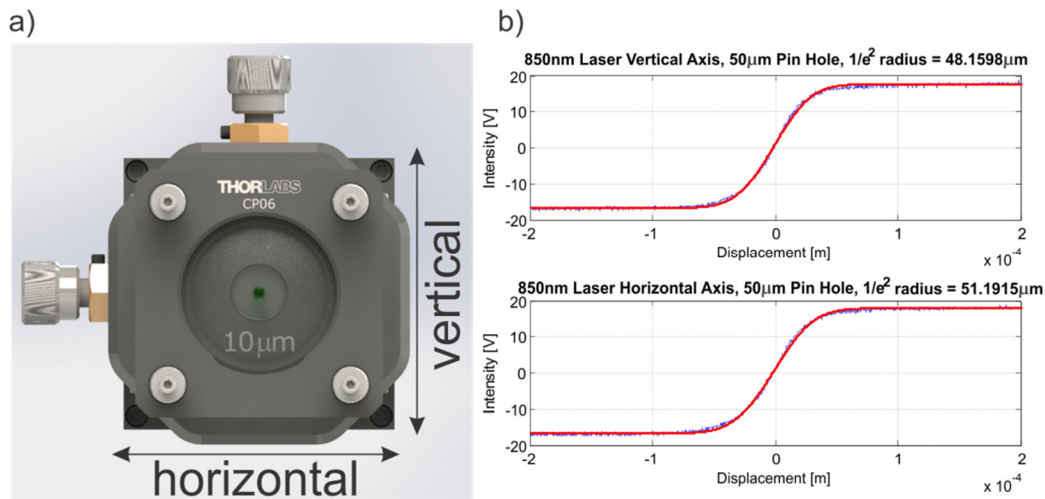 a)
THORLABS
CP06
10μm
vertical
horizontal
b)
850nm Laser Vertical Axis, 50μm Pin Hole, 1/e² radius = 48.1598μm
Intensity [V]
20
10
0
-10
-20
-2
-1
0
1
2
Displacement [m]
x 10⁻⁴
850nm Laser Horizontal Axis, 50μm Pin Hole, 1/e² radius = 51.1915μm
Intensity [V]
20
10
0
-10
-20
-2
-1
0
1
2
Displacement [m]
x 10⁻⁴